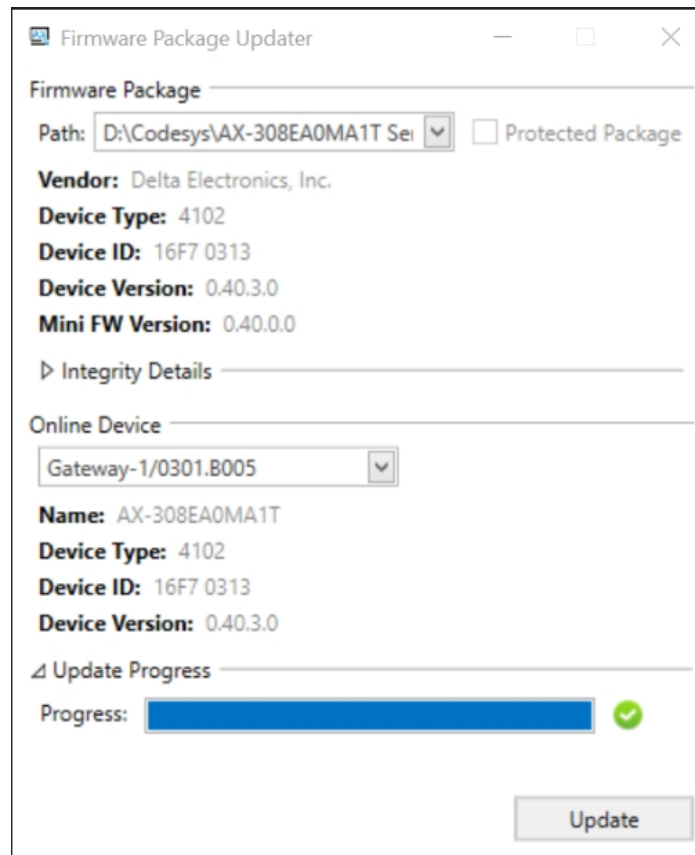 Firmware Package Updater
Firmware Package
Path: D:\Codesys\AX-308EA0MA1T Protected Package
Vendor: Delta Electronics, Inc.
Device Type: 4102
Device ID: 16F7 0313
Device Version: 0.40.3.0
Mini FW Version: 0.40.0.0
Integrity Details
Online Device
Gateway-1/0301.B005
Name: AX-308EA0MA1T
Device Type: 4102
Device ID: 16F7 0313
Device Version: 0.40.3.0
Update Progress
Progress:
Update